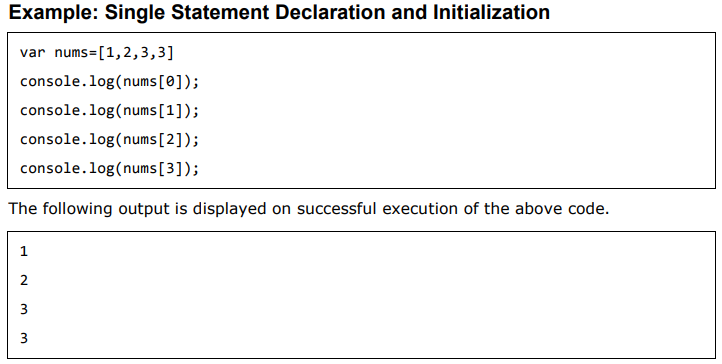 Example: Single Statement Declaration and Initialization
var nums=[1,2,3,3]
console.log(nums[0]);
console.log(nums[1]);
console.log(nums[2]);
console.log(nums[3]);
The following output is displayed on successful execution of the above code.
1
2
3
3